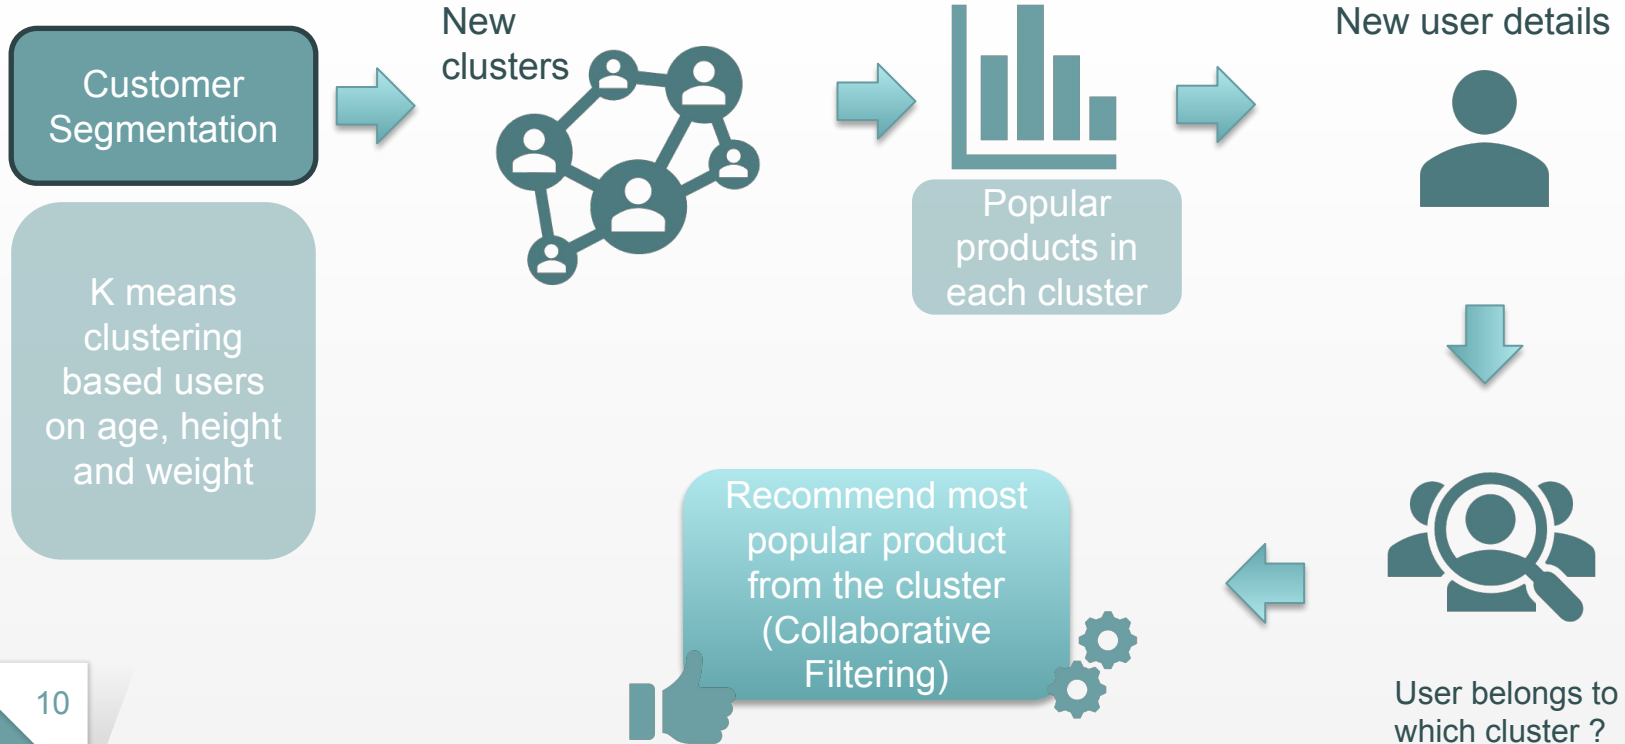 Customer
Segmentation
K means
clustering
based users
on age, height
and weight
New
clusters
Popular
products in
each cluster
New user details
User belongs to
which cluster ?
Recommend most
popular product
from the cluster
(Collaborative
Filtering)
10